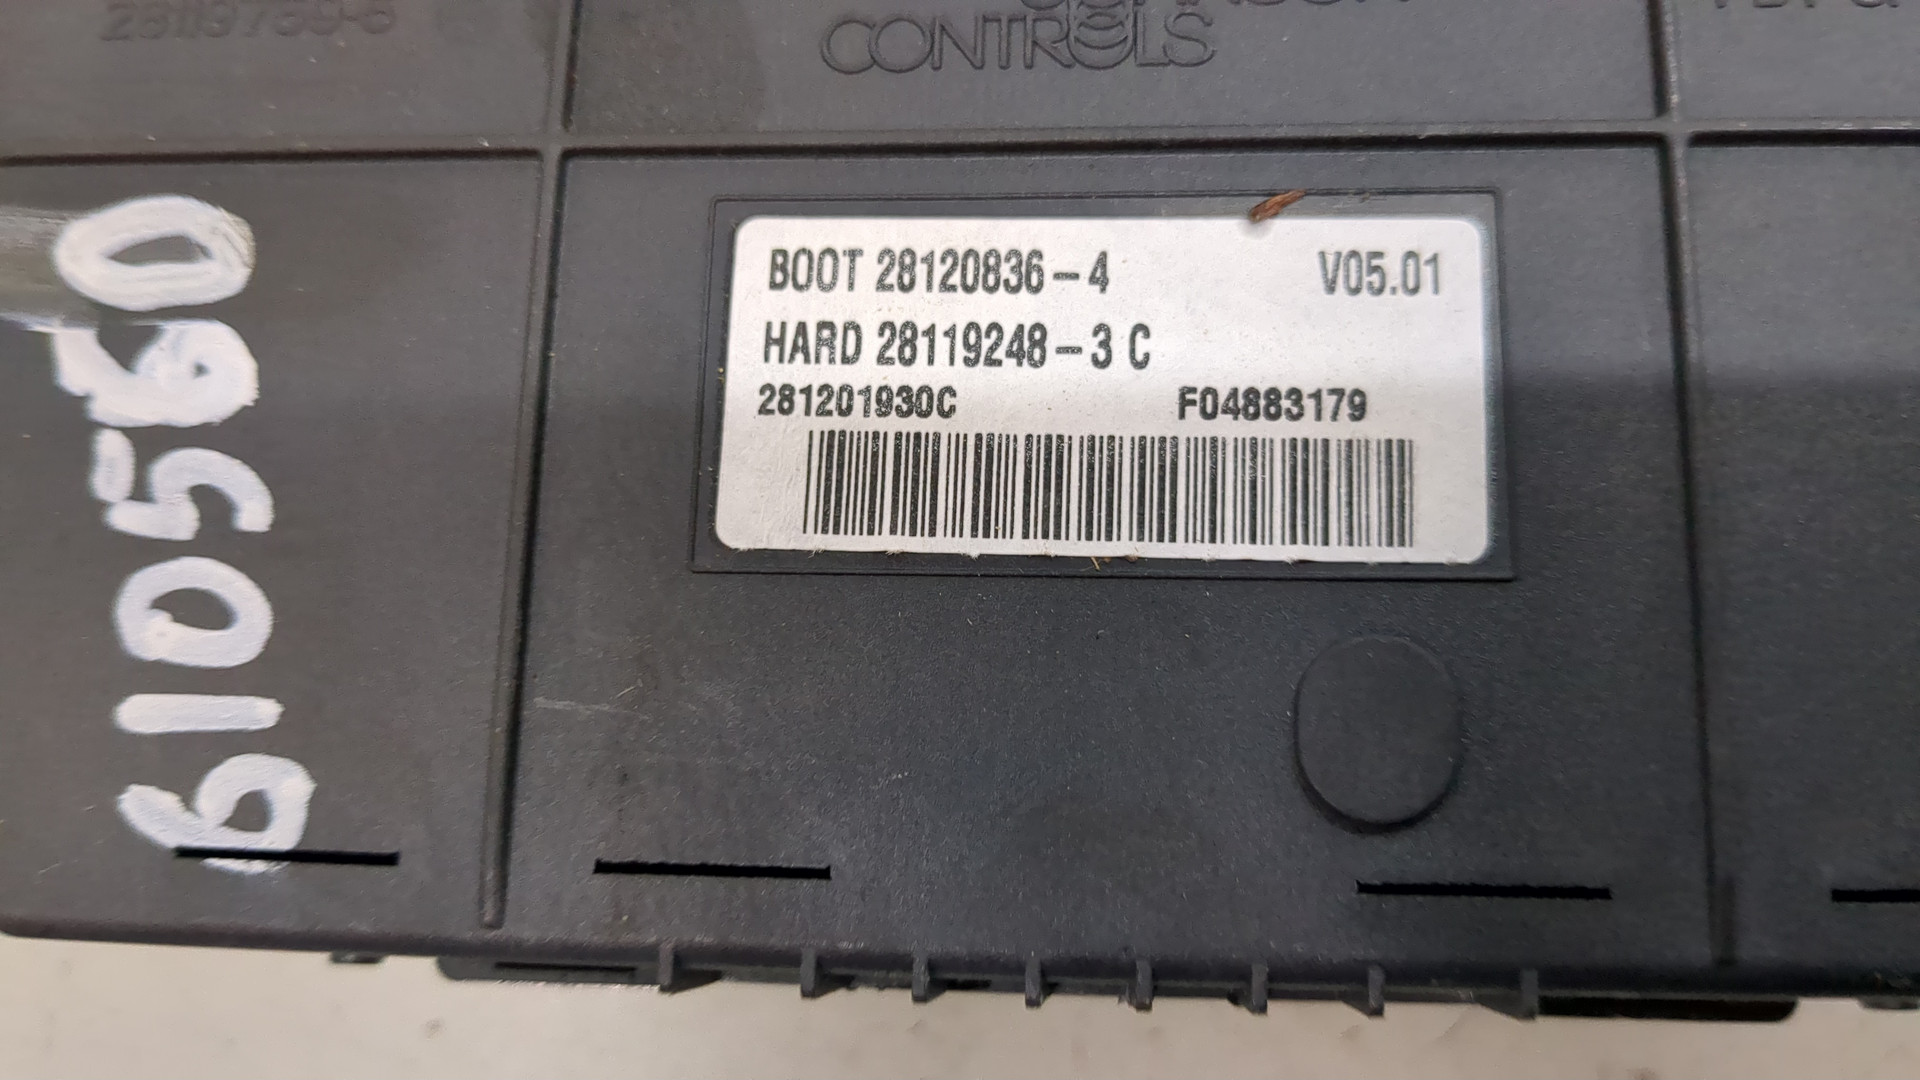 CONTROLS
BOOT 28120836-4 V05.01
HARD 28119248-3 C
281201930C F04883179
610560